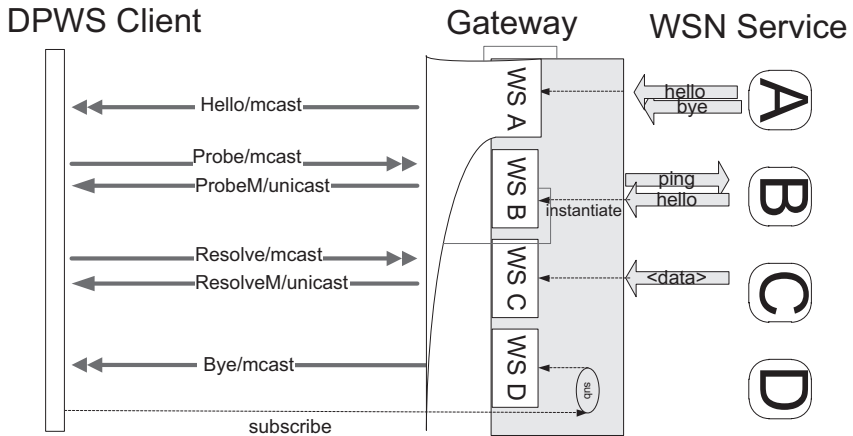 DPWS Client
Gateway
WSN Service
Hello/mcast
WS A
hello
bye
A
Probe/mcast
ProbeM/unicast
WS B
instantiate
ping
hello
B
Resolve/mcast
ResolveM/unicast
WS C
<data>
C
Bye/mcast
WS D
sub
D
subscribe